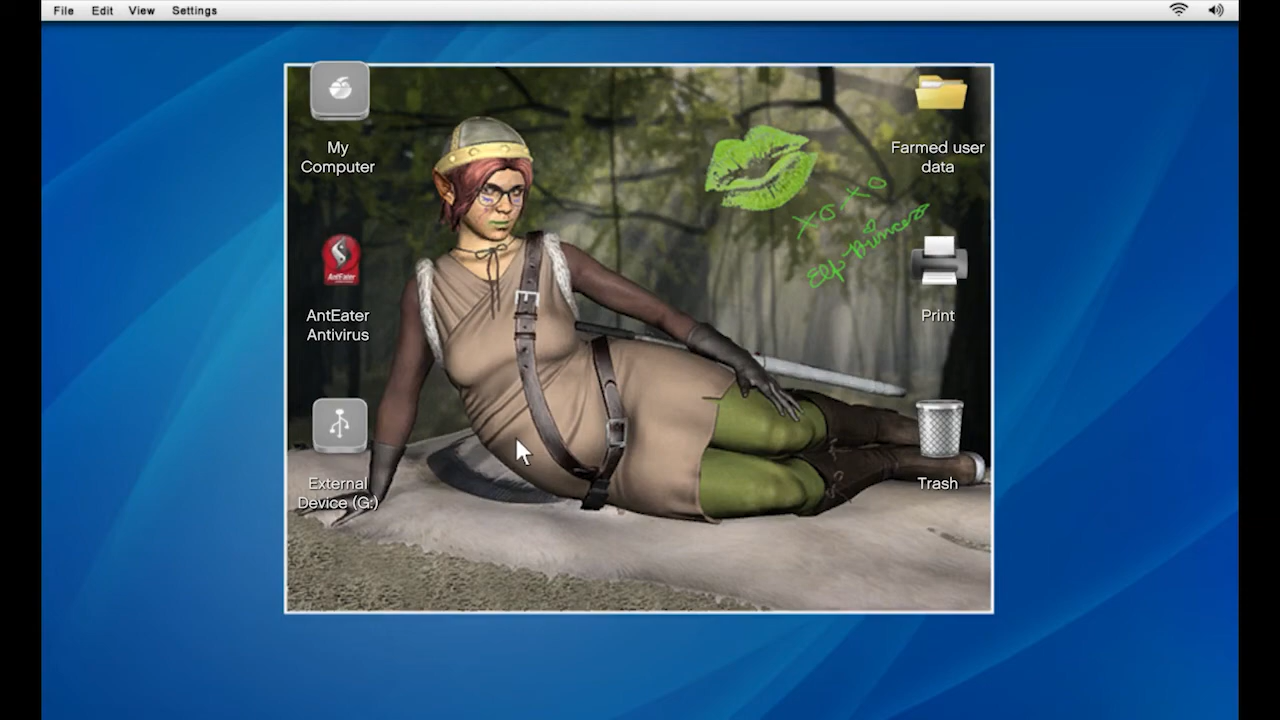 File Edit View Settings
My
Computer
Farmed user
data
XO-XO
Elf Princess
AntEater
AntEater
Antivirus
Print
External
Device (G:)
Trash